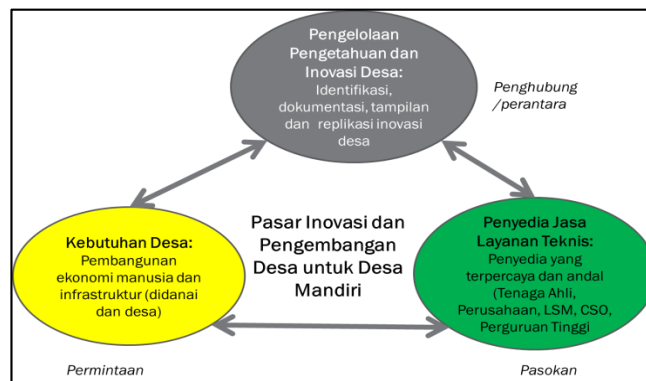 Pengelolaan
Pengetahuan dan
Inovasi Desa:
Identifikasi,
dokumentasi, tampilan
dan replikasi inovasi
desa
Penghubung
/perantara
Pasar Inovasi dan
Pengembangan
Desa untuk Desa
Mandiri
Kebutuhan Desa:
Pembangunan
ekonomi manusia dan
infrastruktur (didanai
dan desa)
Penyedia Jasa
Layanan Teknis:
Penyedia yang
terpercaya dan andal
(Tenaga Ahli,
Perusahaan, LSM, CSO,
Perguruan Tinggi
Permintaan
Pasokan